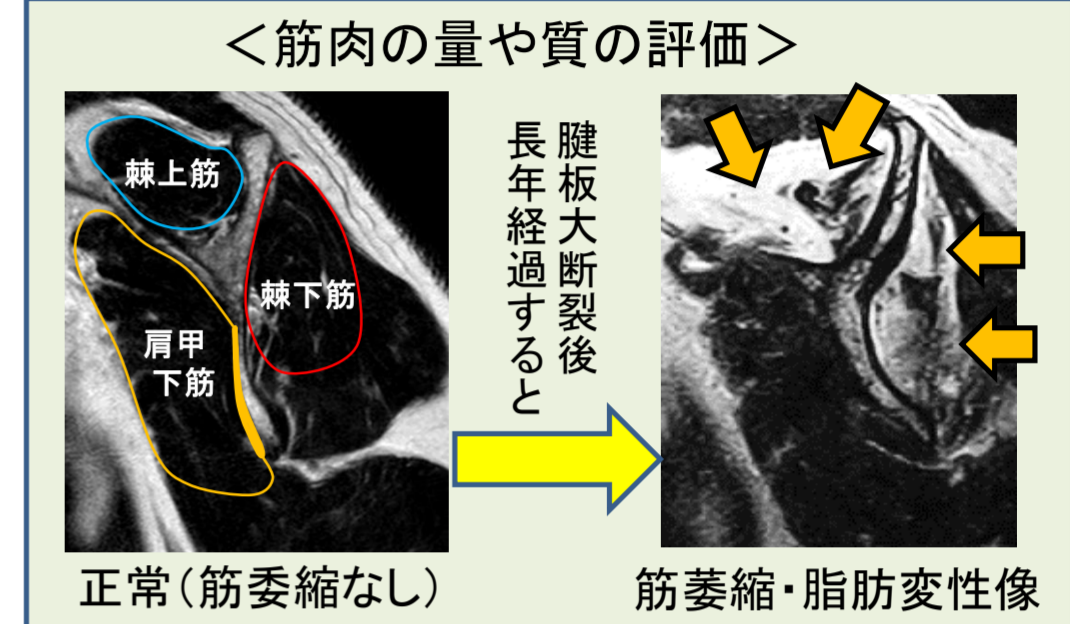 ＜筋肉の量や質の評価＞
棘上筋
棘下筋
肩甲
下筋
腱板大断裂後
長年経過すると
正常（筋委縮なし）
筋萎縮・脂肪変性像